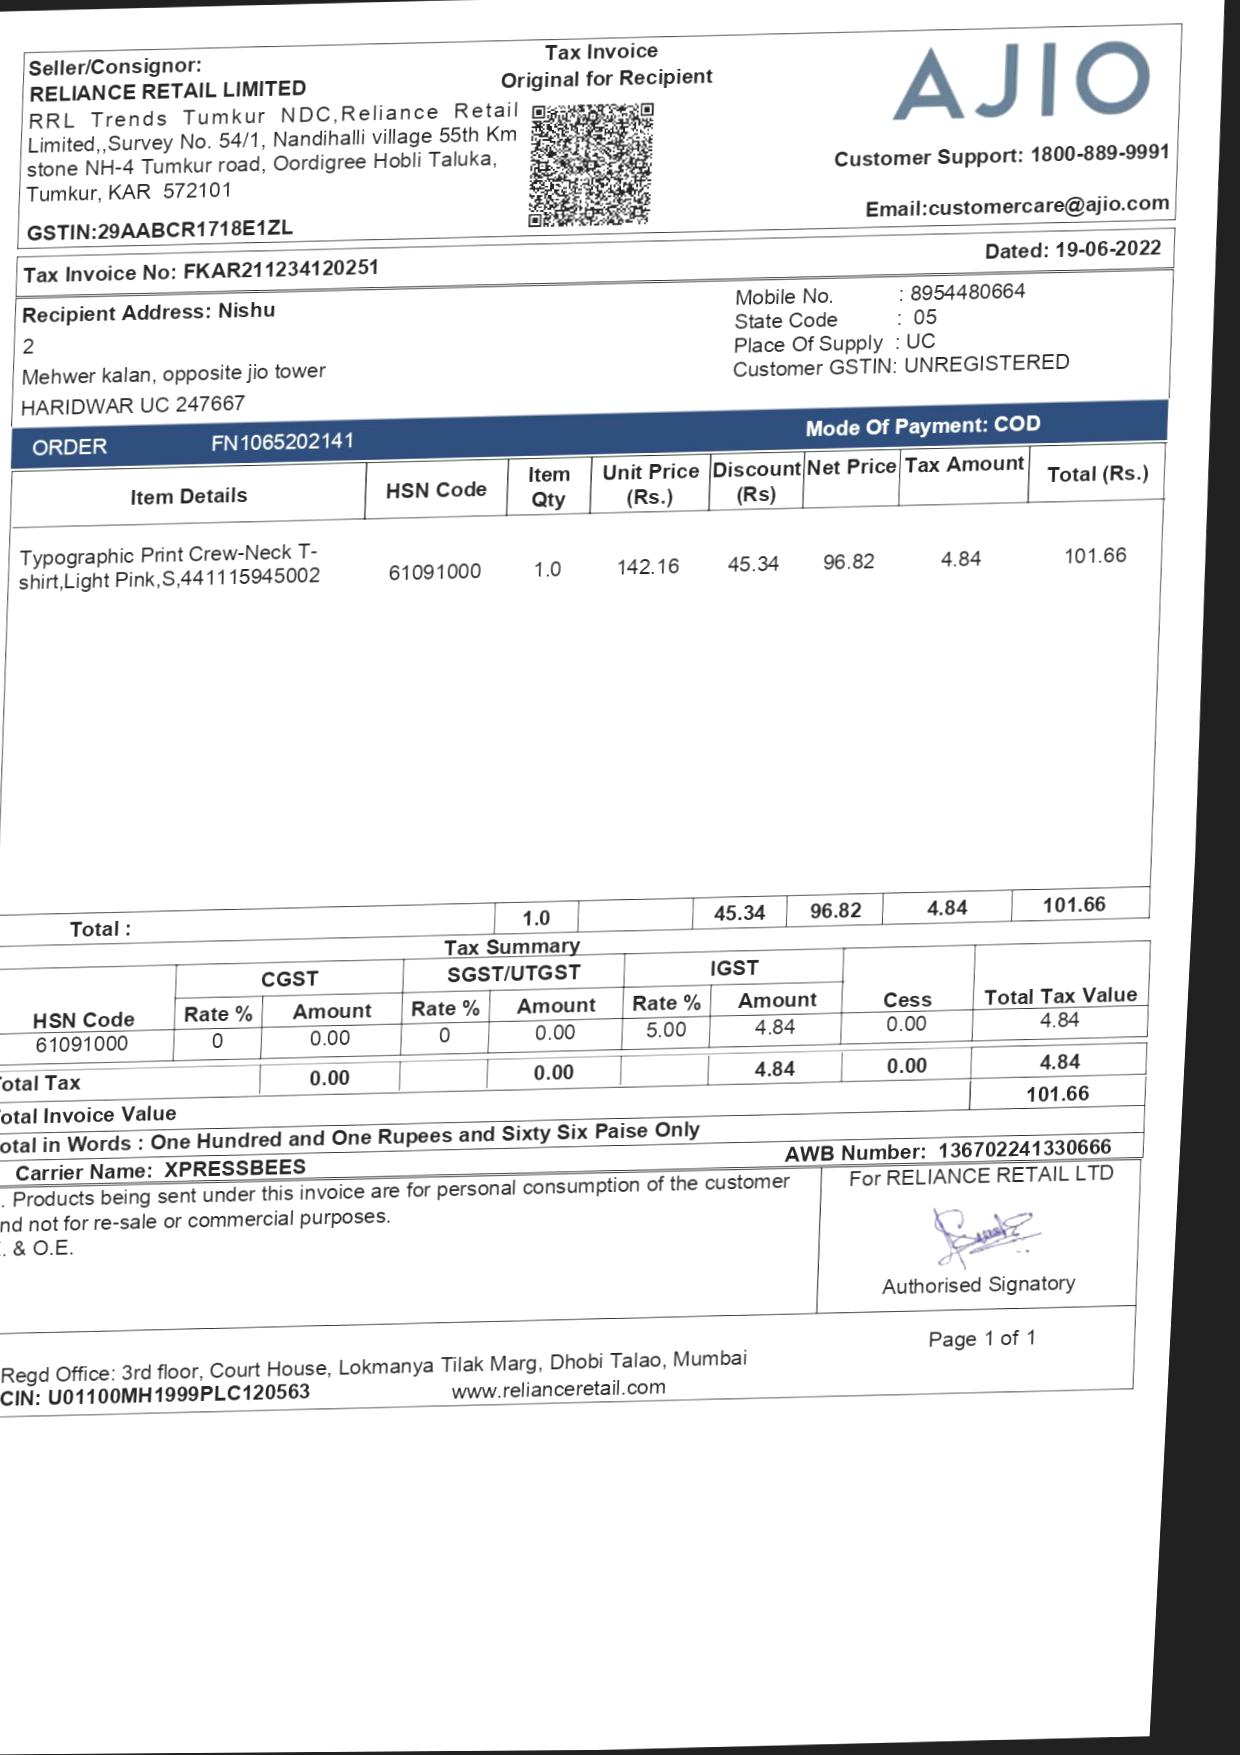 Tax Invoice
Original for Recipient
AJIO
Seller/Consignor:
RELIANCE RETAIL LIMITED
RRL Trends Tumkur NDC,Reliance Retail
Limited,,Survey No. 54/1, Nandihalli village 55th Km
stone NH-4 Tumkur road, Oordigree Hobli Taluka,
Tumkur, KAR 572101
GSTIN:29AABCR1718E1ZL
Customer Support: 1800-889-9991
Email:customercare@ajio.com
Tax Invoice No: FKAR211234120251
Dated: 19-06-2022
Recipient Address: Nishu
2
Mehwer kalan, opposite jio tower
HARIDWAR UC 247667
Mobile No. : 8954480664
State Code : 05
Place Of Supply : UC
Customer GSTIN: UNREGISTERED
ORDER FN1065202141 Mode Of Payment: COD
Item Details HSN Code Item Qty Unit Price (Rs.) Discount (Rs) Net Price Tax Amount Total (Rs.)
Typographic Print Crew-Neck T-
shirt,Light Pink,S,441115945002 61091000 1.0 142.16 45.34 96.82 4.84 101.66
Total : 1.0 45.34 96.82 4.84 101.66
Tax Summary
CGST SGST/UTGST IGST
HSN Code Rate % Amount Rate % Amount Rate % Amount Cess Total Tax Value
61091000 0 0.00 0 0.00 5.00 4.84 0.00 4.84
otal Tax 0.00 0.00 4.84 0.00 4.84
otal Invoice Value 101.66
otal in Words : One Hundred and One Rupees and Sixty Six Paise Only
Carrier Name: XPRESSBEES AWB Number: 136702241330666
. Products being sent under this invoice are for personal consumption of the customer
nd not for re-sale or commercial purposes.
. & O.E.
For RELIANCE RETAIL LTD
Authorised Signatory
Page 1 of 1
Regd Office: 3rd floor, Court House, Lokmanya Tilak Marg, Dhobi Talao, Mumbai
CIN: U01100MH1999PLC120563 www.relianceretail.com